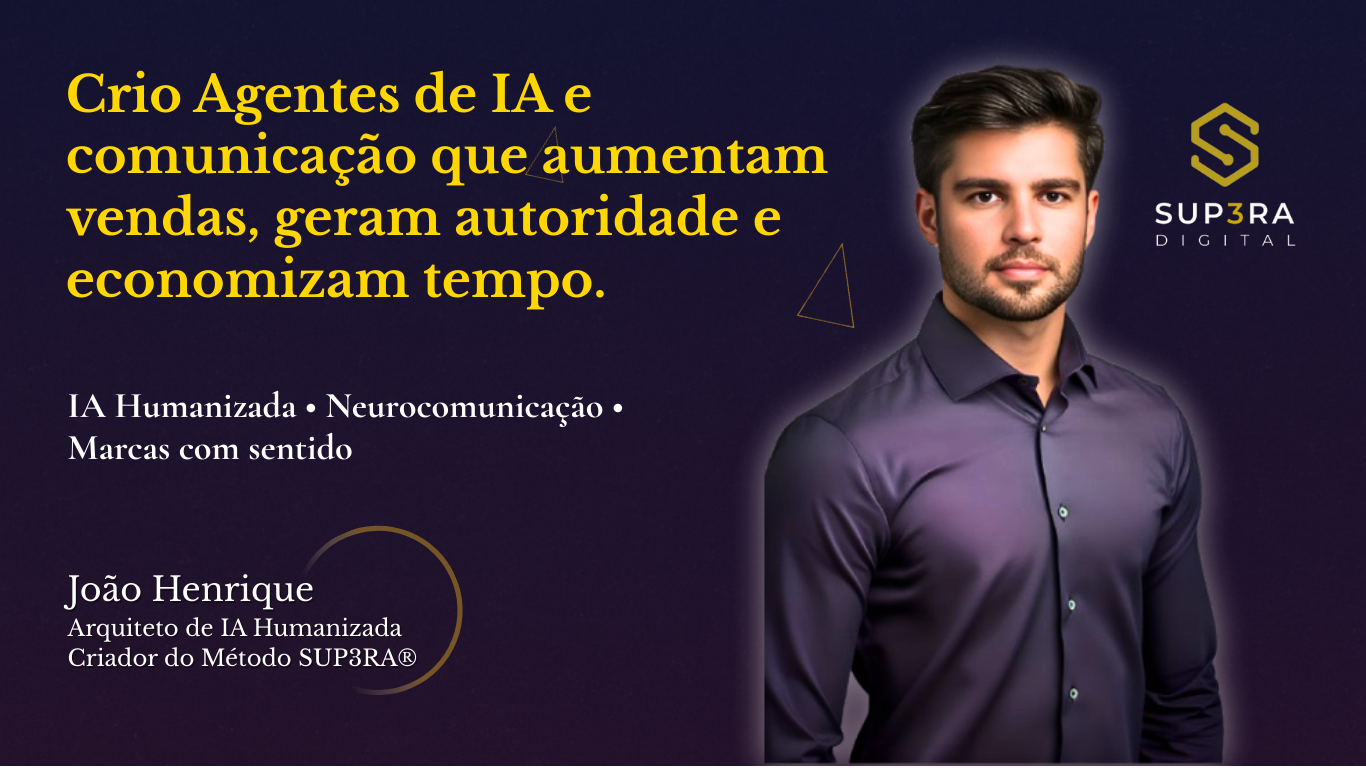 Crio Agentes de IA e
comunicação que aumentam
vendas, geram autoridade e
economizam tempo.
IA Humanizada • Neurocomunicação •
Marcas com sentido
João Henrique
Arquiteto de IA Humanizada
Criador do Método SUP3RA®
SUP3RA
DIGITAL